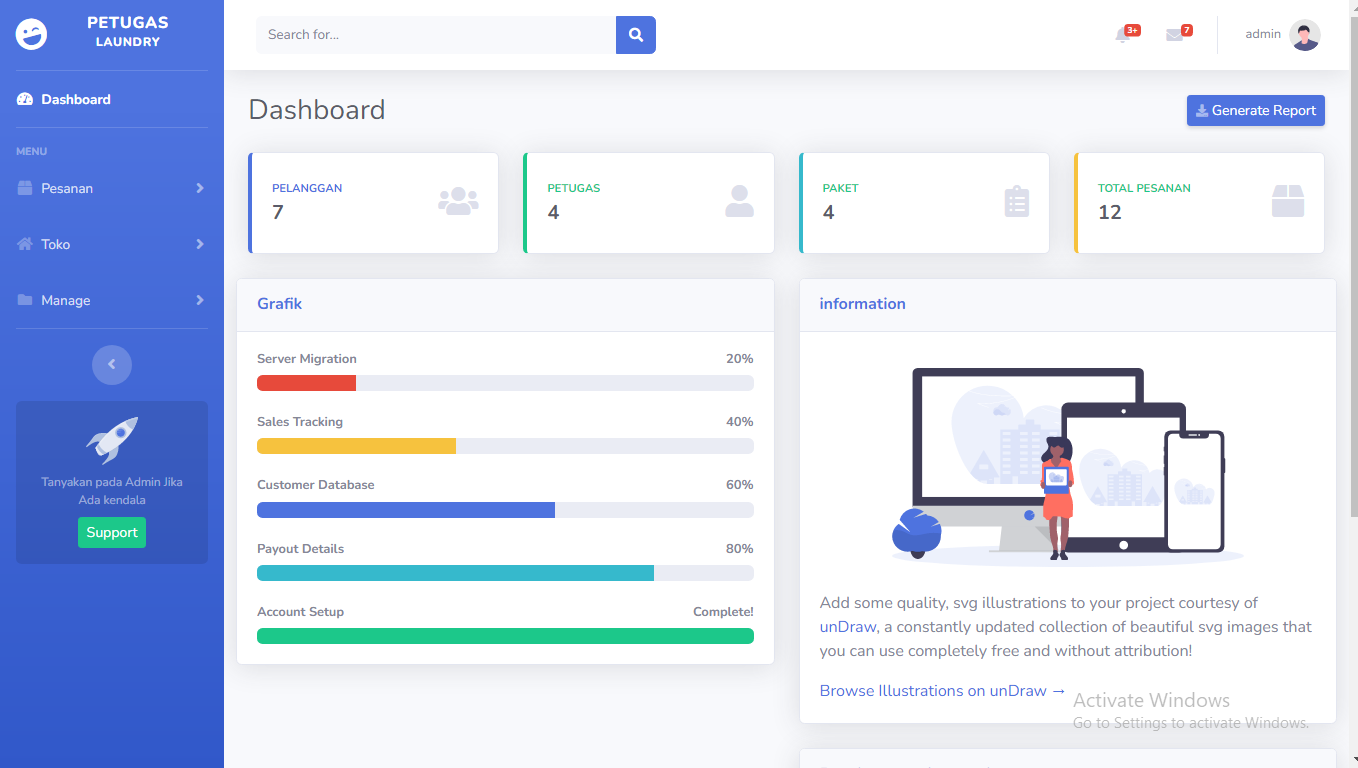 PETUGAS
LAUNDRY
Dashboard
MENU
Pesanan
Toko
Manage
Tanyakan pada Admin Jika
Ada kendala
Support
Search for...
3+
7
admin
Dashboard
Generate Report
PELANGGAN
7
PETUGAS
4
PAKET
4
TOTAL PESANAN
12
Grafik
Server Migration 20%
Sales Tracking 40%
Customer Database 60%
Payout Details 80%
Account Setup Complete!
information
Add some quality, svg illustrations to your project courtesy of
unDraw, a constantly updated collection of beautiful svg images that
you can use completely free and without attribution!
Browse Illustrations on unDraw →
Activate Windows
Go to Settings to activate Windows.